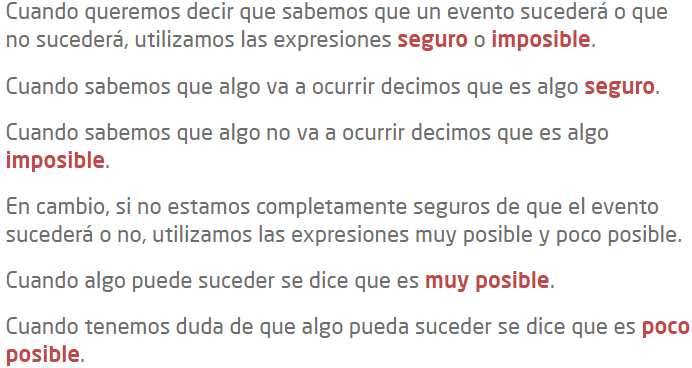 Cuando queremos decir que sabemos que un evento sucederá o que
no sucederá, utilizamos las expresiones seguro o imposible.
Cuando sabemos que algo va a ocurrir decimos que es algo seguro.
Cuando sabemos que algo no va a ocurrir decimos que es algo
imposible.
En cambio, si no estamos completamente seguros de que el evento
sucederá o no, utilizamos las expresiones muy posible y poco posible.
Cuando algo puede suceder se dice que es muy posible.
Cuando tenemos duda de que algo pueda suceder se dice que es poco
posible.